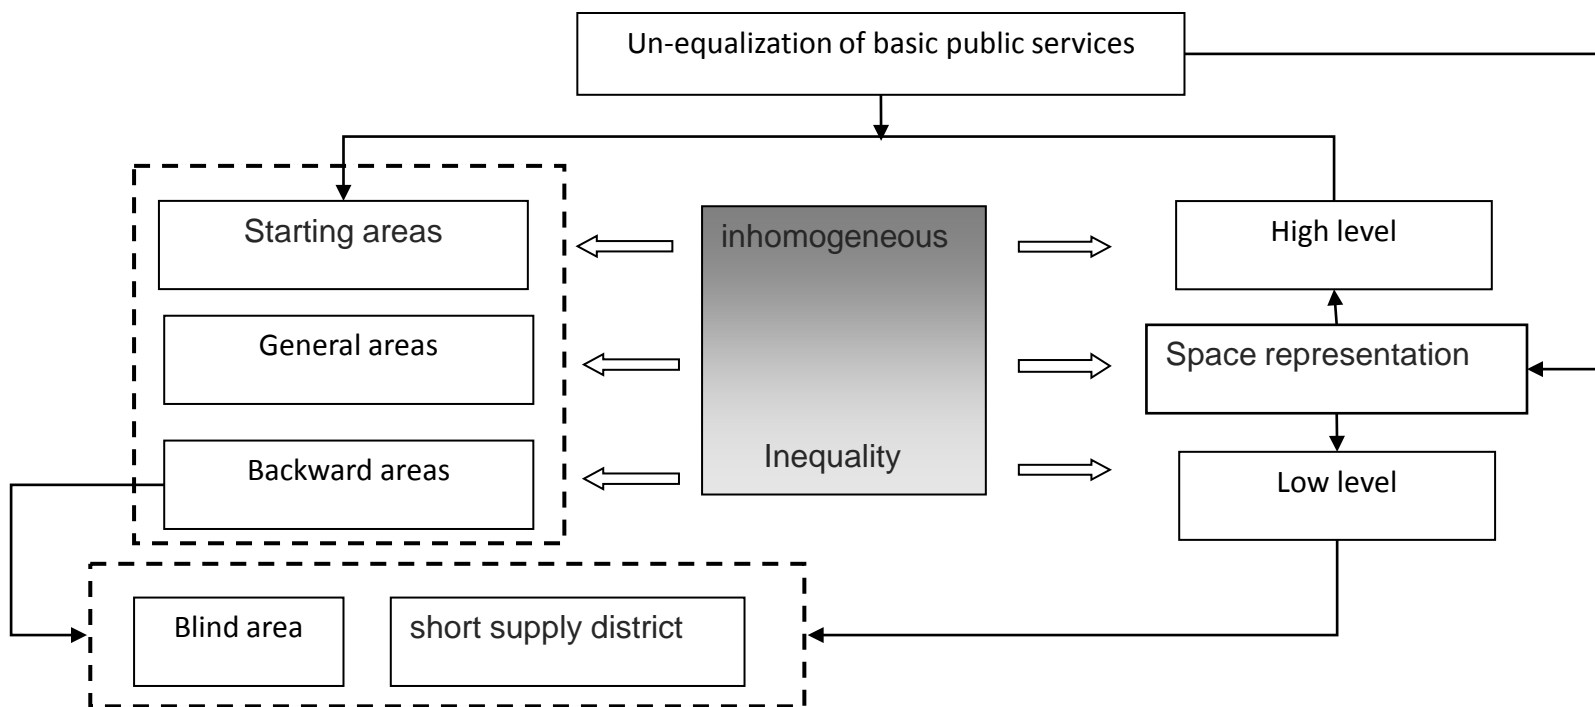 Un-equalization of basic public services
Starting areas
inhomogeneous
High level
General areas
Space representation
Backward areas
Inequality
Low level
Blind area
short supply district